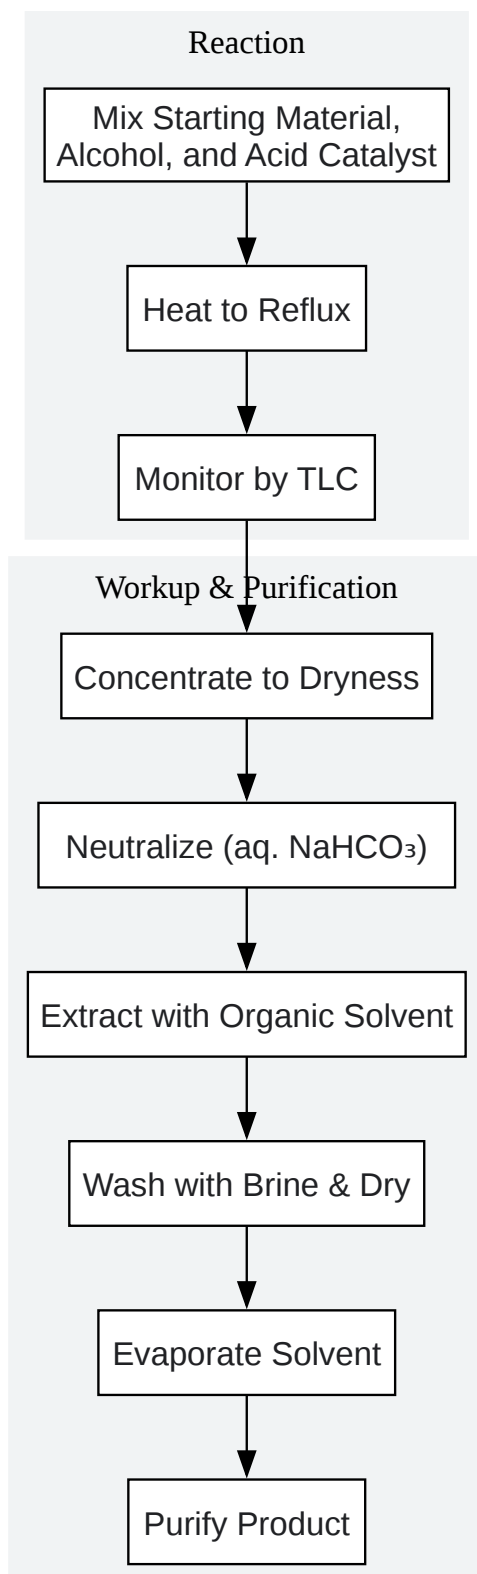 Reaction
Mix Starting Material,
Alcohol, and Acid Catalyst
Heat to Reflux
Monitor by TLC
Workup & Purification
Concentrate to Dryness
Neutralize (aq. NaHCO₃)
Extract with Organic Solvent
Wash with Brine & Dry
Evaporate Solvent
Purify Product